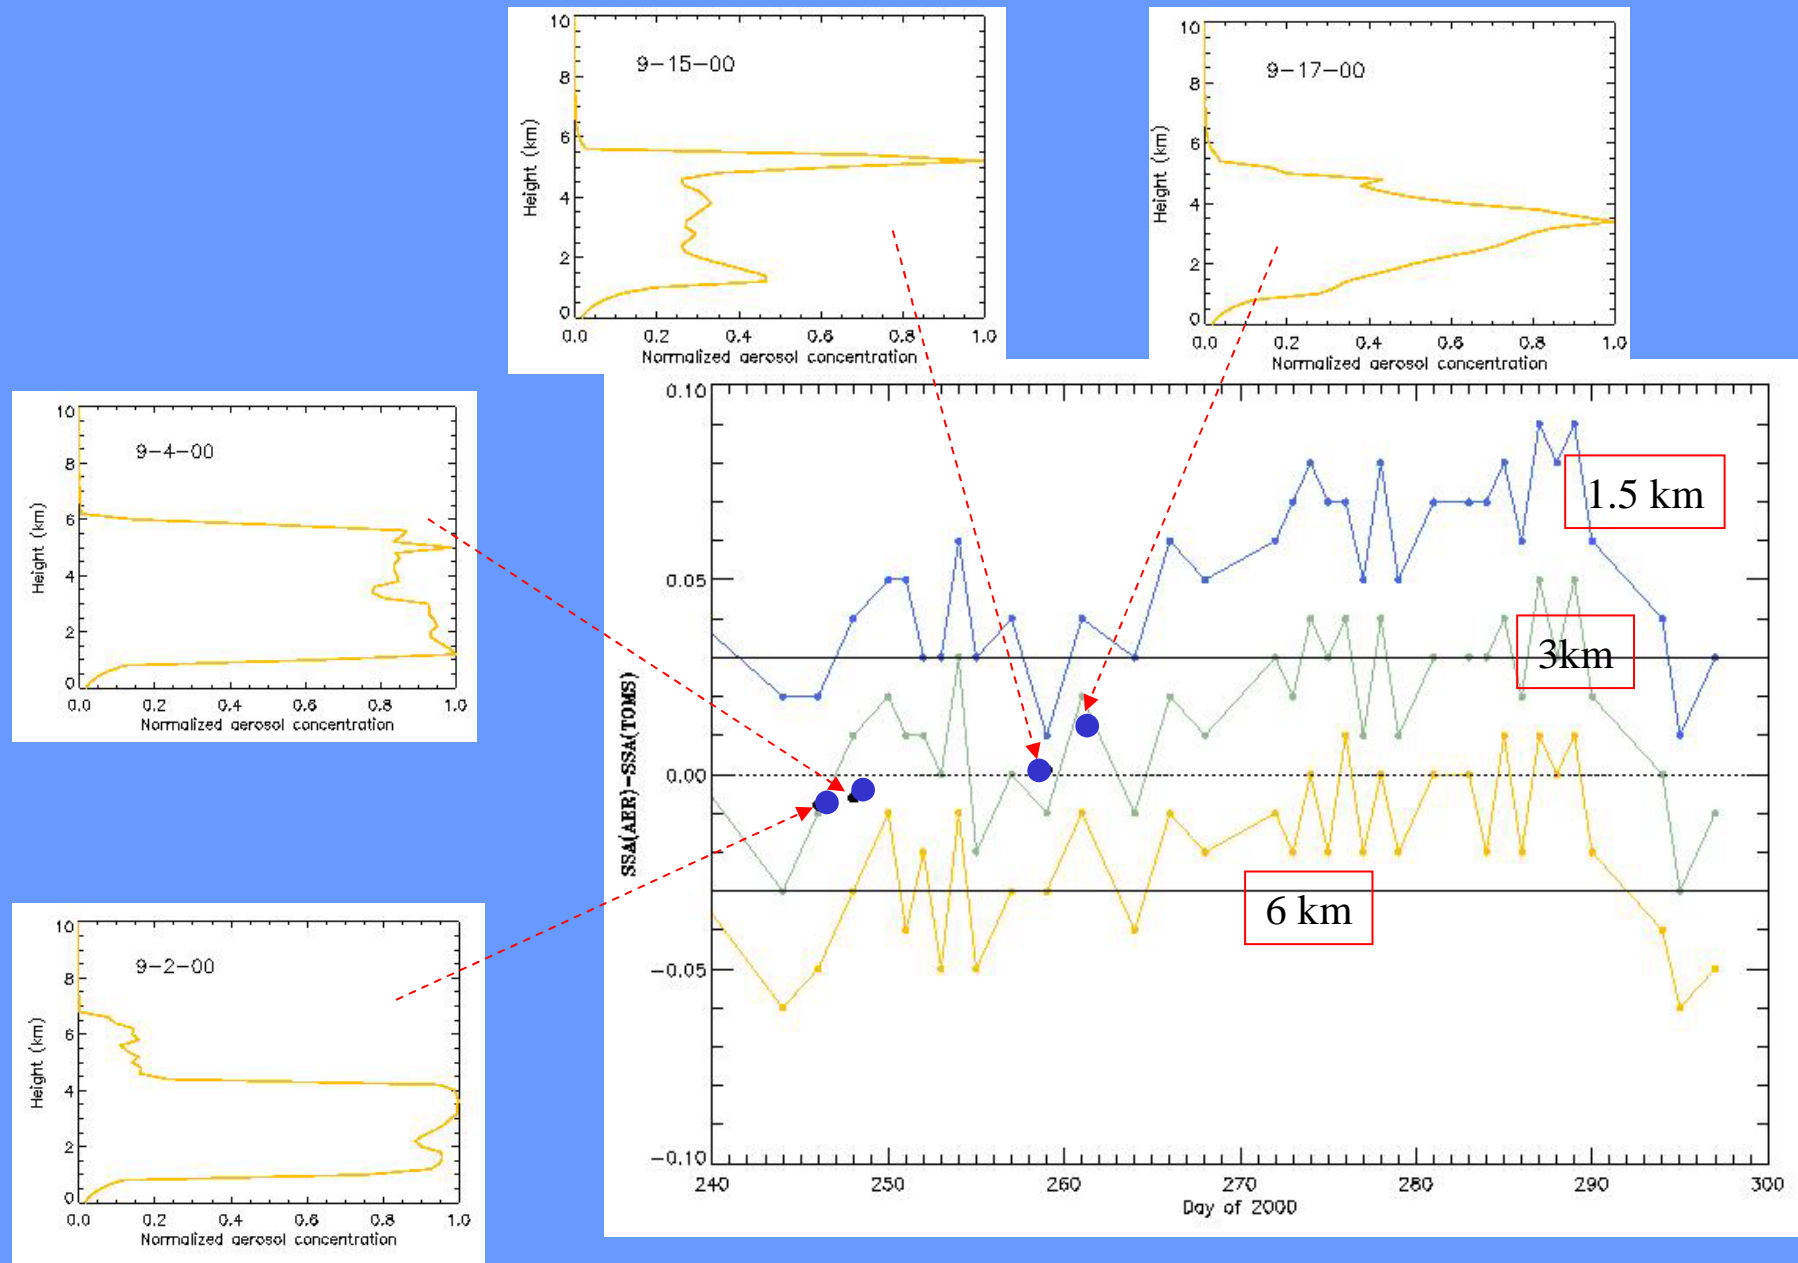 9-15-00
10
8
6
4
2
0
Height (km)
0.0 0.2 0.4 0.6 0.8 1.0
Normalized aerosol concentration
9-17-00
10
8
6
4
2
0
Height (km)
0.0 0.2 0.4 0.6 0.8 1.0
Normalized aerosol concentration
9-4-00
10
8
6
4
2
0
Height (km)
0.0 0.2 0.4 0.6 0.8 1.0
Normalized aerosol concentration
9-2-00
10
8
6
4
2
0
Height (km)
0.0 0.2 0.4 0.6 0.8 1.0
Normalized aerosol concentration
0.10
0.05
0.00
-0.05
-0.10
SSA(AER)-SSA(TOMS)
1.5 km
3km
6 km
240 250 260 270 280 290 300
Day of 2000